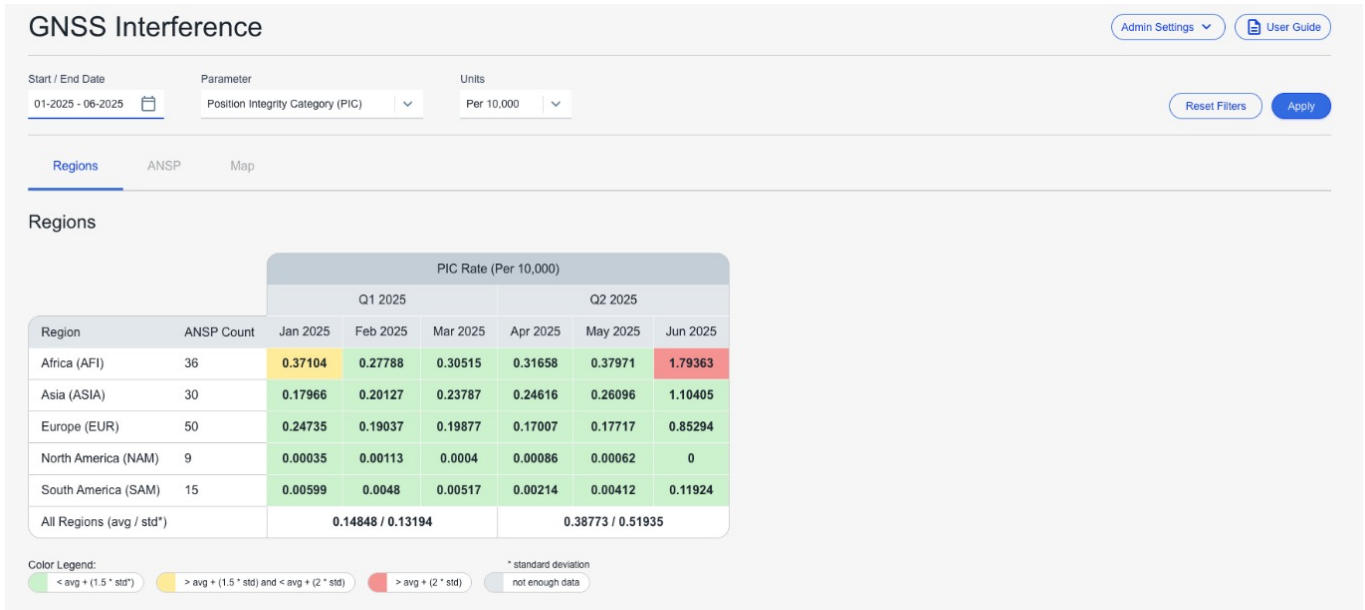 GNSS Interference
Admin Settings
User Guide
Start / End Date
Parameter
Units
01-2025 - 06-2025
Position Integrity Category (PIC)
Per 10,000
Reset Filters
Apply
Regions ANSP Map
Regions
PIC Rate (Per 10,000)
Q1 2025 Q2 2025
Region ANSP Count Jan 2025 Feb 2025 Mar 2025 Apr 2025 May 2025 Jun 2025
Africa (AFI) 36 0.37104 0.27788 0.30515 0.31658 0.37971 1.79363
Asia (ASIA) 30 0.17966 0.20127 0.23787 0.24616 0.26096 1.10405
Europe (EUR) 50 0.24735 0.19037 0.19877 0.17007 0.17717 0.85294
North America (NAM) 9 0.00035 0.00113 0.0004 0.00086 0.00062 0
South America (SAM) 15 0.00599 0.0048 0.00517 0.00214 0.00412 0.11924
All Regions (avg / std*) 0.14848 / 0.13194 0.38773 / 0.51935
Color Legend: * standard deviation
< avg + (1.5 * std*) > avg + (1.5 * std) and < avg + (2 * std) > avg + (2 * std) not enough data